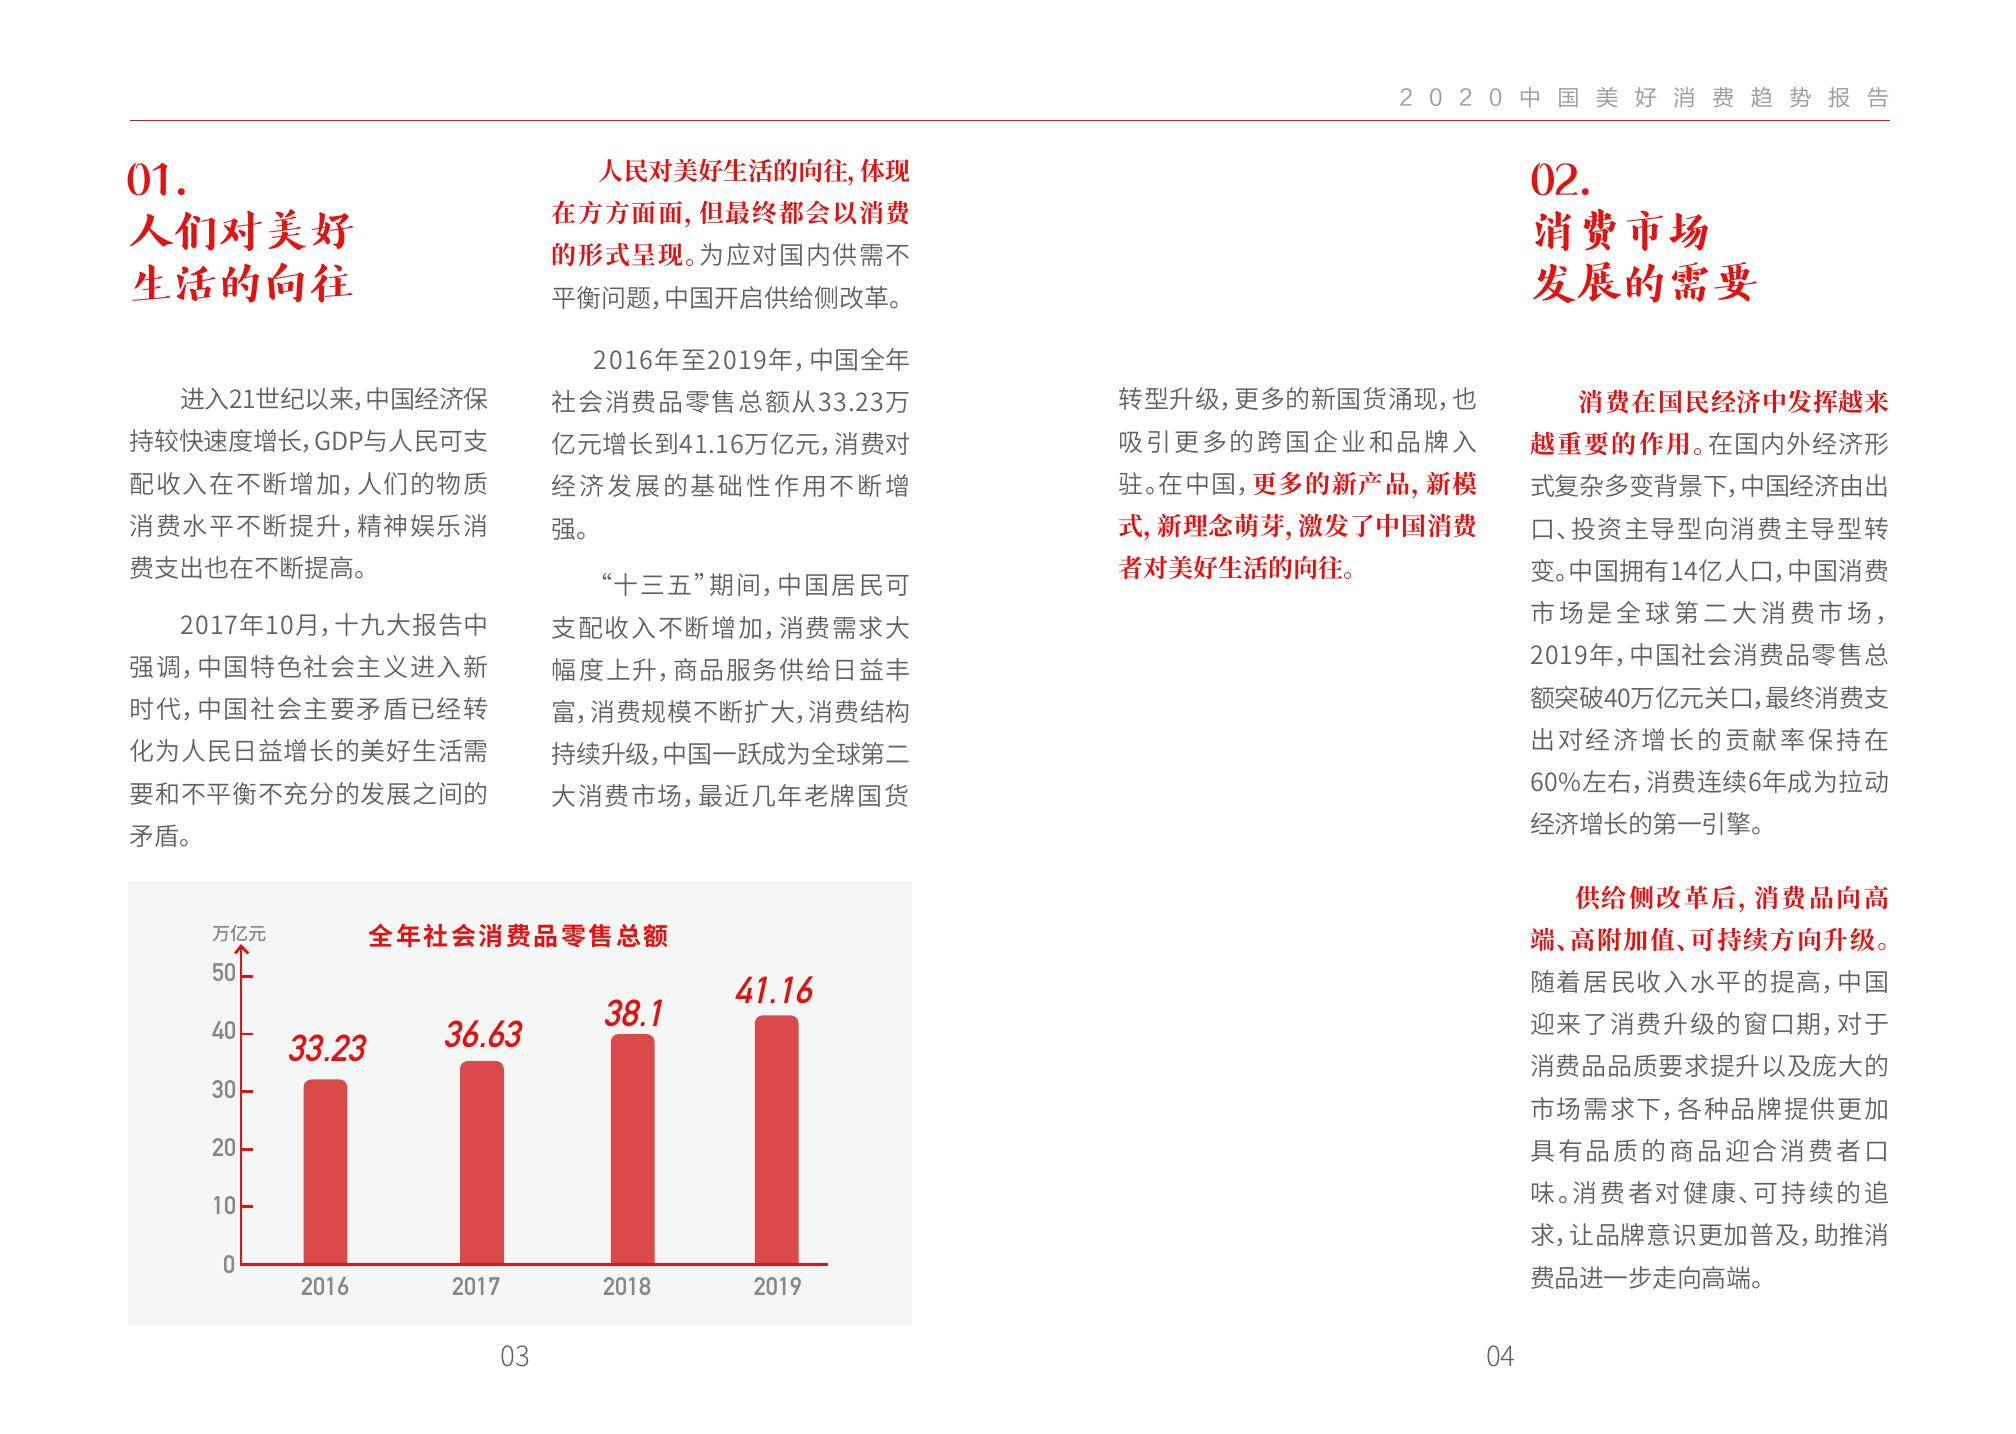 2020中国美好消费趋势报告
01.
人们对美好
生活的向往
进入21世纪以来，中国经济保
持较快速度增长，GDP与人民可支
配收入在不断增加，人们的物质
消费水平不断提升，精神娱乐消
费支出也在不断提高。
2017年10月，十九大报告中
强调，中国特色社会主义进入新
时代，中国社会主要矛盾已经转
化为人民日益增长的美好生活需
要和不平衡不充分的发展之间的
矛盾。
人民对美好生活的向往，体现
在方方面面，但最终都会以消费
的形式呈现。为应对国内供需不
平衡问题，中国开启供给侧改革。
2016年至2019年，中国全年
社会消费品零售总额从33.23万
亿元增长到41.16万亿元，消费对
经济发展的基础性作用不断增
强。
“十三五”期间，中国居民可
支配收入不断增加，消费需求大
幅度上升，商品服务供给日益丰
富，消费规模不断扩大，消费结构
持续升级，中国一跃成为全球第二
大消费市场，最近几年老牌国货
万亿元
全年社会消费品零售总额
50
40
30
20
10
0
33.23
36.63
38.1
41.16
2016
2017
2018
2019
03
转型升级，更多的新国货涌现，也
吸引更多的跨国企业和品牌入
驻。在中国，更多的新产品，新模
式，新理念萌芽，激发了中国消费
者对美好生活的向往。
02.
消费市场
发展的需要
消费在国民经济中发挥越来
越重要的作用。在国内外经济形
式复杂多变背景下，中国经济由出
口、投资主导型向消费主导型转
变。中国拥有14亿人口，中国消费
市场是全球第二大消费市场，
2019年，中国社会消费品零售总
额突破40万亿元关口，最终消费支
出对经济增长的贡献率保持在
60%左右，消费连续6年成为拉动
经济增长的第一引擎。
供给侧改革后，消费品向高
端、高附加值、可持续方向升级。
随着居民收入水平的提高，中国
迎来了消费升级的窗口期，对于
消费品品质要求提升以及庞大的
市场需求下，各种品牌提供更加
具有品质的商品迎合消费者口
味。消费者对健康、可持续的追
求，让品牌意识更加普及，助推消
费品进一步走向高端。
04